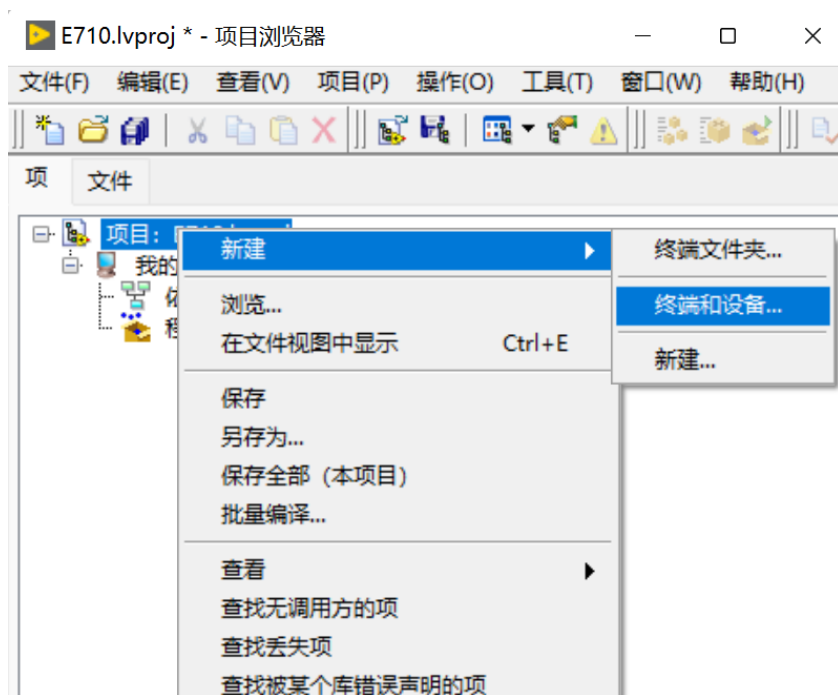 E710.lvproj * - 项目浏览器
文件(F) 编辑(E) 查看(V) 项目(P) 操作(O) 工具(T) 窗口(W) 帮助(H)
项 文件
项目:
新建 终端文件夹...
我的
终端和设备...
浏览...
在文件视图中显示 Ctrl+E
新建...
保存
另存为...
保存全部（本项目）
批量编译...
查看
查找无调用方的项
查找丢失项
查找被某个库错误声明的项